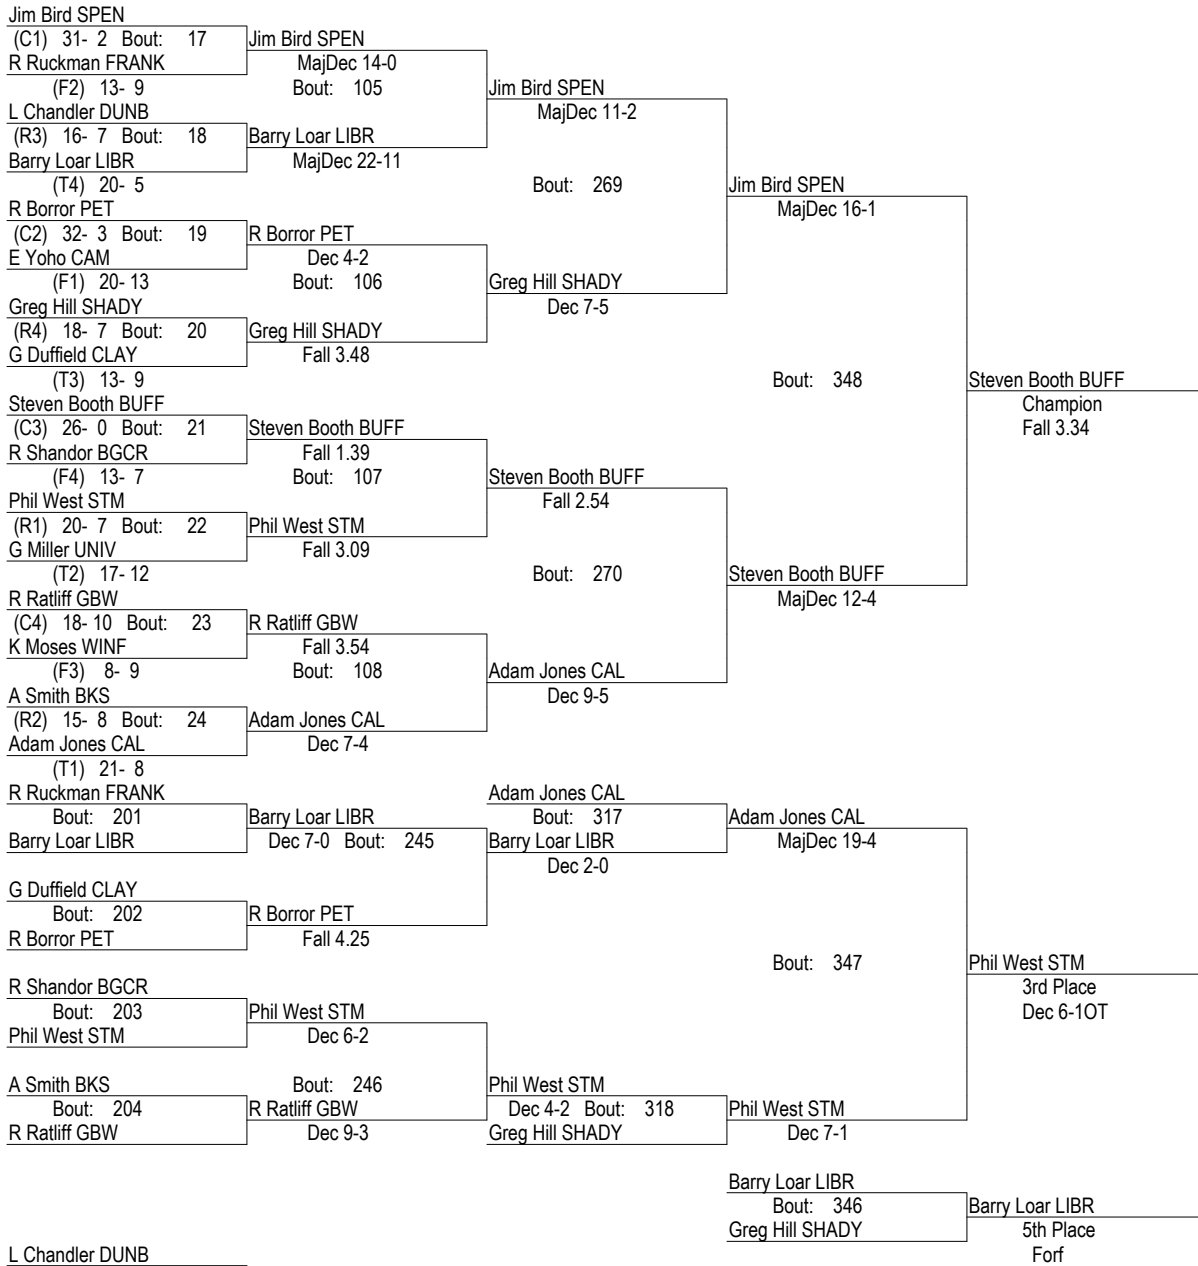 Jim Bird SPEN
(C1) 31- 2 Bout: 17 Jim Bird SPEN
R Ruckman FRANK MajDec 14-0
(F2) 13- 9 Bout: 105 Jim Bird SPEN
L Chandler DUNB MajDec 11-2
(R3) 16- 7 Bout: 18 Barry Loar LIBR
Barry Loar LIBR MajDec 22-11
(T4) 20- 5 Bout: 269 Jim Bird SPEN
R Borror PET MajDec 16-1
(C2) 32- 3 Bout: 19 R Borror PET
E Yoho CAM Dec 4-2
(F1) 20- 13 Bout: 106 Greg Hill SHADY
Greg Hill SHADY Dec 7-5
(R4) 18- 7 Bout: 20 Greg Hill SHADY
G Duffield CLAY Fall 3.48
(T3) 13- 9 Bout: 348 Steven Booth BUFF
Steven Booth BUFF Champion
(C3) 26- 0 Bout: 21 Steven Booth BUFF Fall 3.34
R Shandor BGCR Fall 1.39
(F4) 13- 7 Bout: 107 Steven Booth BUFF
Phil West STM Fall 2.54
(R1) 20- 7 Bout: 22 Phil West STM
G Miller UNIV Fall 3.09
(T2) 17- 12 Bout: 270 Steven Booth BUFF
R Ratliff GBW MajDec 12-4
(C4) 18- 10 Bout: 23 R Ratliff GBW
K Moses WINF Fall 3.54
(F3) 8- 9 Bout: 108 Adam Jones CAL
A Smith BKS Dec 9-5
(R2) 15- 8 Bout: 24 Adam Jones CAL
Adam Jones CAL Dec 7-4
(T1) 21- 8
R Ruckman FRANK Adam Jones CAL
Bout: 201 Barry Loar LIBR Bout: 317 Adam Jones CAL
Barry Loar LIBR Dec 7-0 Bout: 245 Barry Loar LIBR MajDec 19-4
Dec 2-0
G Duffield CLAY
Bout: 202 R Borror PET
R Borror PET Fall 4.25
Bout: 347 Phil West STM
R Shandor BGCR 3rd Place
Bout: 203 Phil West STM Dec 6-1OT
Phil West STM Dec 6-2
A Smith BKS Bout: 246 Phil West STM
Bout: 204 R Ratliff GBW Dec 4-2 Bout: 318 Phil West STM
R Ratliff GBW Dec 9-3 Greg Hill SHADY Dec 7-1
Barry Loar LIBR
Bout: 346 Barry Loar LIBR
Greg Hill SHADY 5th Place
L Chandler DUNB Forf